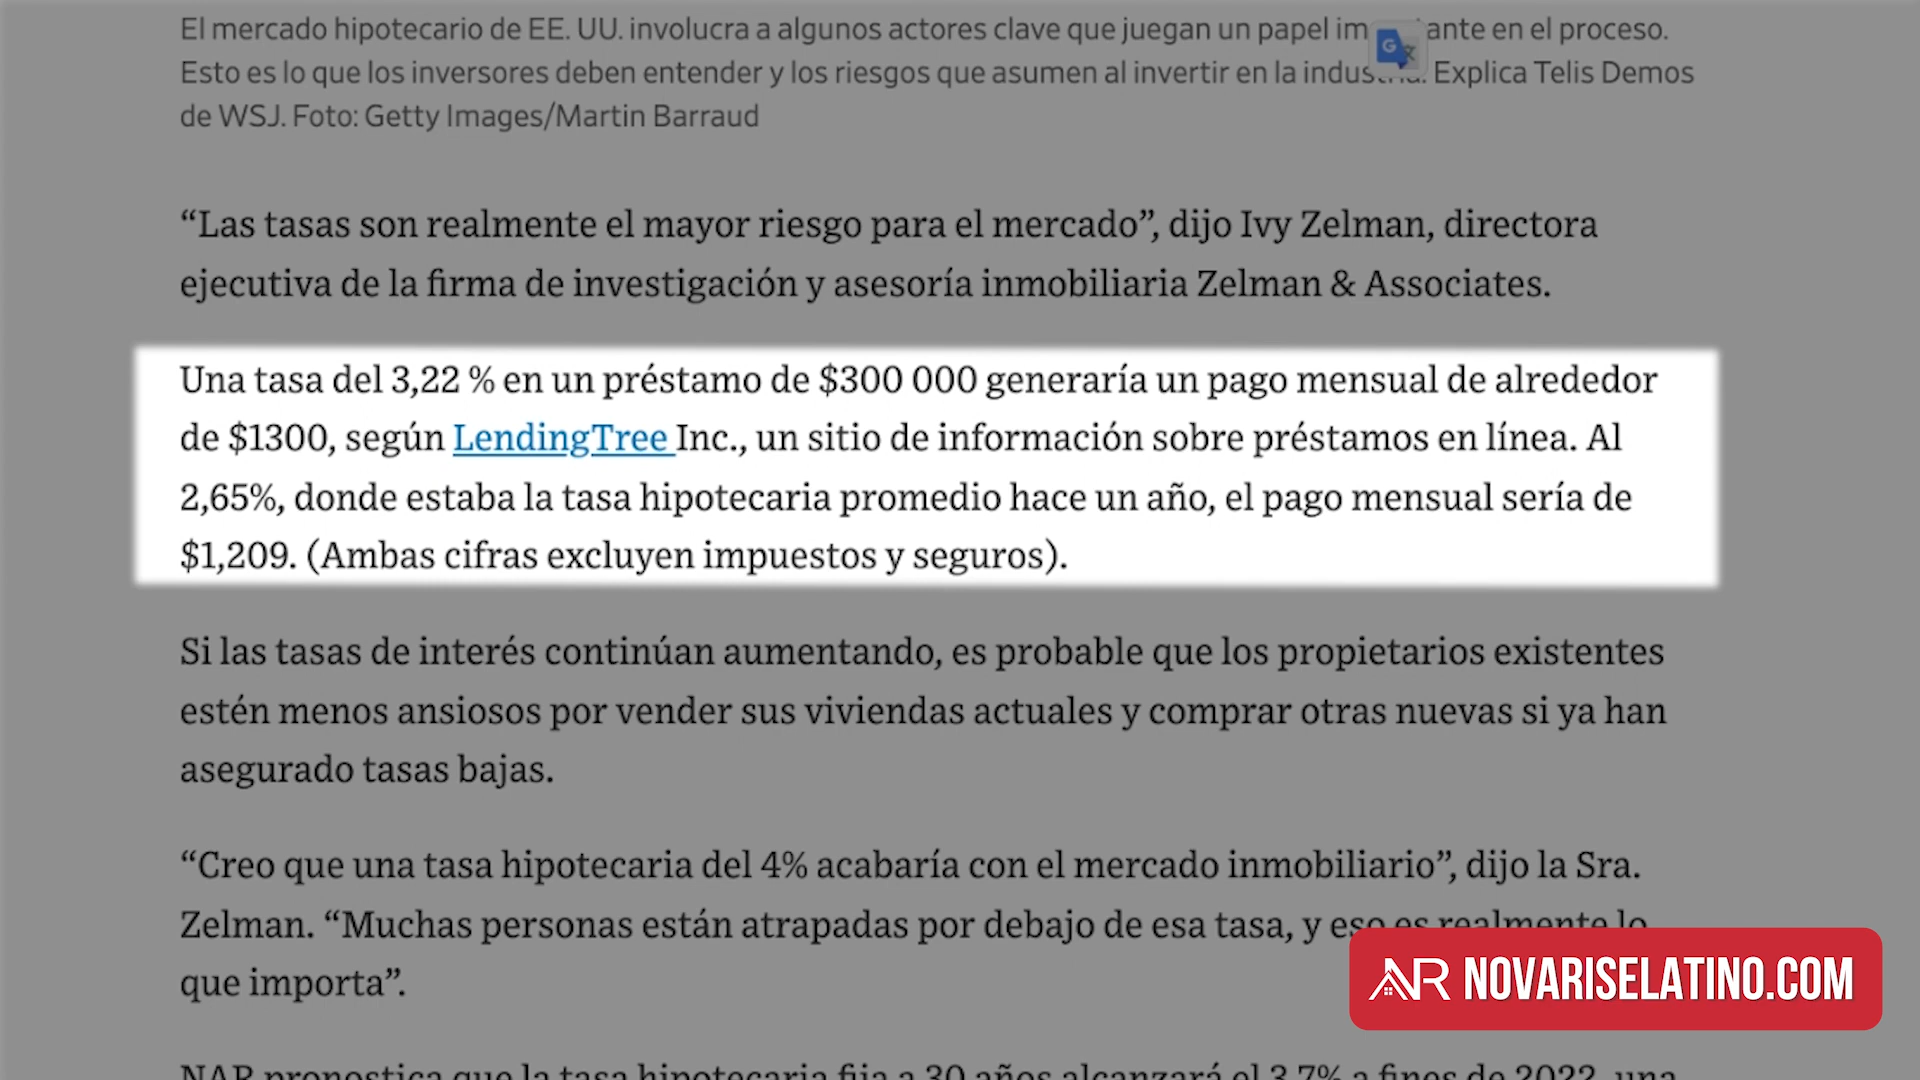 El mercado hipotecario de EE. UU. involucra a algunos actores clave que juegan un papel im ante en el proceso.
Esto es lo que los inversores deben entender y los riesgos que asumen al invertir en la industria. Explica Telis Demos
de WSJ. Foto: Getty Images/Martin Barraud
“Las tasas son realmente el mayor riesgo para el mercado”, dijo Ivy Zelman, directora
ejecutiva de la firma de investigación y asesoría inmobiliaria Zelman & Associates.
Una tasa del 3,22 % en un préstamo de $300 000 generaría un pago mensual de alrededor
de $1300, según LendingTree Inc., un sitio de información sobre préstamos en línea. Al
2,65%, donde estaba la tasa hipotecaria promedio hace un año, el pago mensual sería de
$1,209. (Ambas cifras excluyen impuestos y seguros).
Si las tasas de interés continúan aumentando, es probable que los propietarios existentes
estén menos ansiosos por vender sus viviendas actuales y comprar otras nuevas si ya han
asegurado tasas bajas.
“Creo que una tasa hipotecaria del 4% acabaría con el mercado inmobiliario”, dijo la Sra.
Zelman. “Muchas personas están atrapadas por debajo de esa tasa, y eso es realmente lo
que importa”.
NR NOVARISELATINO.COM
NAR pronostica que la tasa hipotecaria fija a 30 años alcanzará el 3,7% a fines de 2022, una